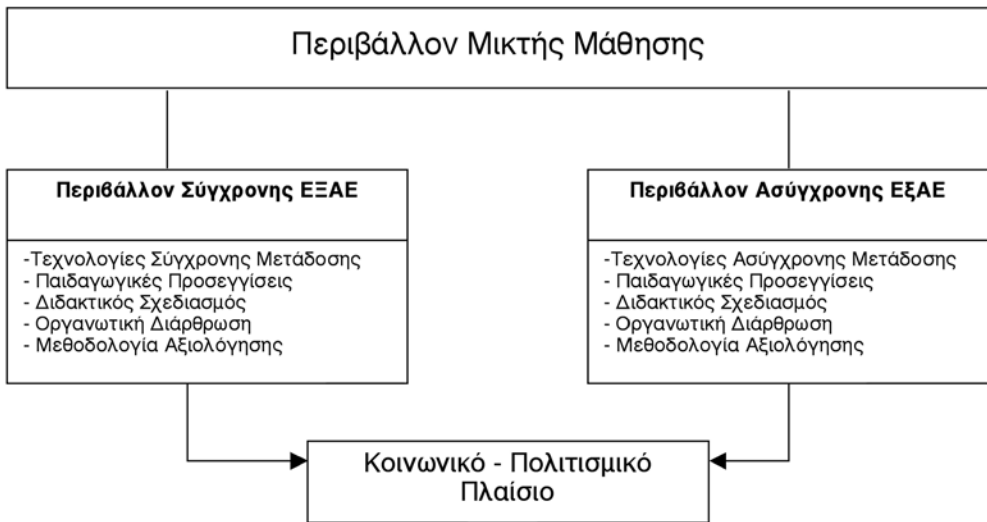 Περιβάλλον Μικτής Μάθησης
Περιβάλλον Σύγχρονης ΕΞΑΕ
-Τεχνολογίες Σύγχρονης Μετάδοσης
- Παιδαγωγικές Προσεγγίσεις
- Διδακτικός Σχεδιασμός
- Οργανωτική Διάρθρωση
- Μεθοδολογία Αξιολόγησης
Περιβάλλον Ασύγχρονης ΕξΑΕ
-Τεχνολογίες Ασύγχρονης Μετάδοσης
- Παιδαγωγικές Προσεγγίσεις
- Διδακτικός Σχεδιασμός
- Οργανωτική Διάρθρωση
- Μεθοδολογία Αξιολόγησης
Κοινωνικό - Πολιτισμικό
Πλαίσιο